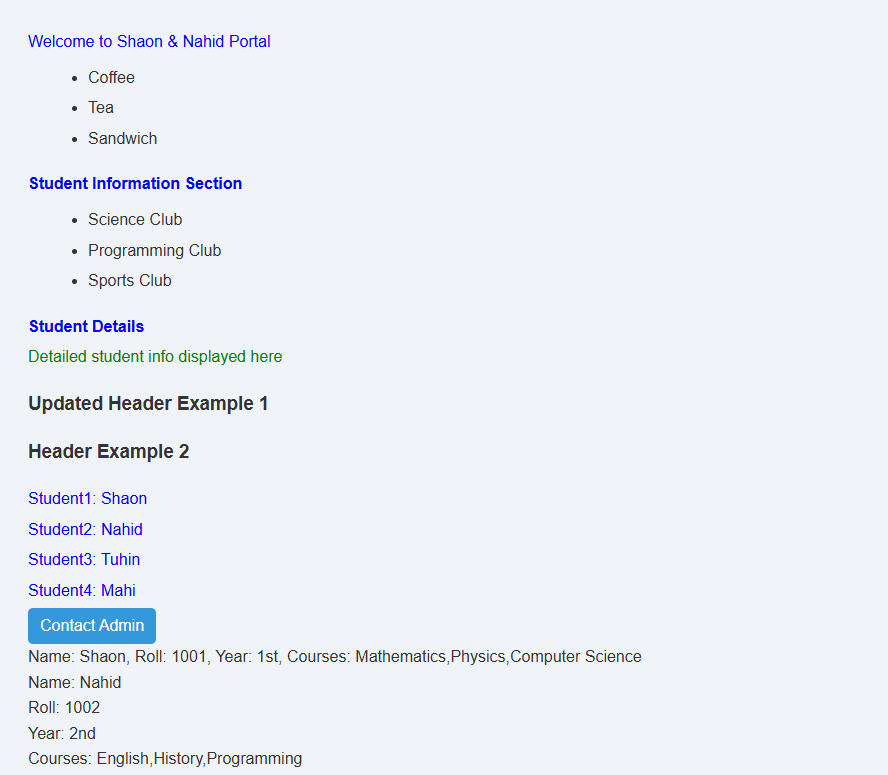 Welcome to Shaon & Nahid Portal
Coffee
Tea
Sandwich
Student Information Section
Science Club
Programming Club
Sports Club
Student Details
Detailed student info displayed here
Updated Header Example 1
Header Example 2
Student1: Shaon
Student2: Nahid
Student3: Tuhin
Student4: Mahi
Contact Admin
Name: Shaon, Roll: 1001, Year: 1st, Courses: Mathematics,Physics,Computer Science
Name: Nahid
Roll: 1002
Year: 2nd
Courses: English,History,Programming